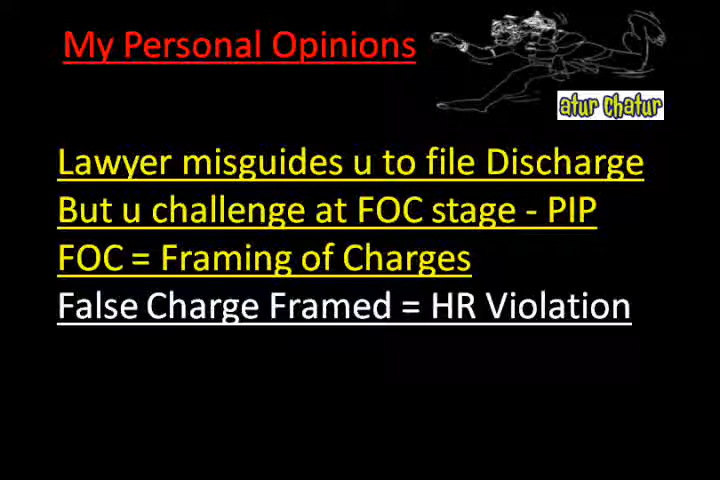 My Personal Opinions
atur chatur
Lawyer misguides u to file Discharge
But u challenge at FOC stage - PIP
FOC = Framing of Charges
False Charge Framed = HR Violation